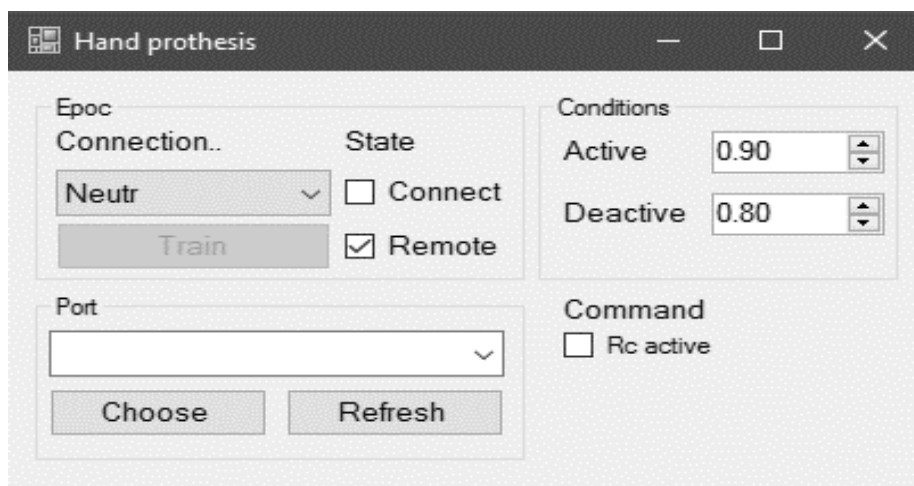 Hand prothesis
Epoc
Connection.. State
Neutr Connect
Train Remote
Conditions
Active 0.90
Deactive 0.80
Port
Choose Refresh
Command
Rc active